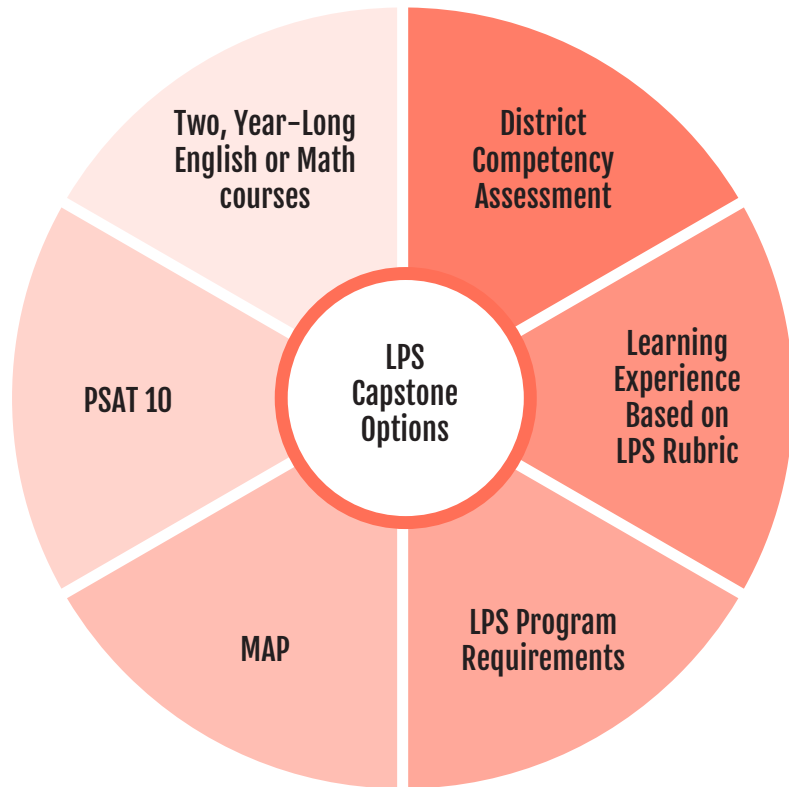 LPS
Capstone
Options
District
Competency
Assessment
Learning
Experience
Based on
LPS Rubric
LPS Program
Requirements
MAP
PSAT 10
Two, Year-Long
English or Math
courses